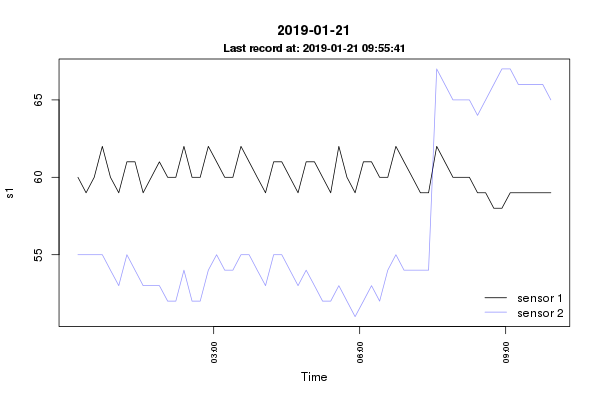 2019-01-21
Last record at: 2019-01-21 09:55:41
65
60
55
s1
sensor 1
sensor 2
03:00
06:00
09:00
Time